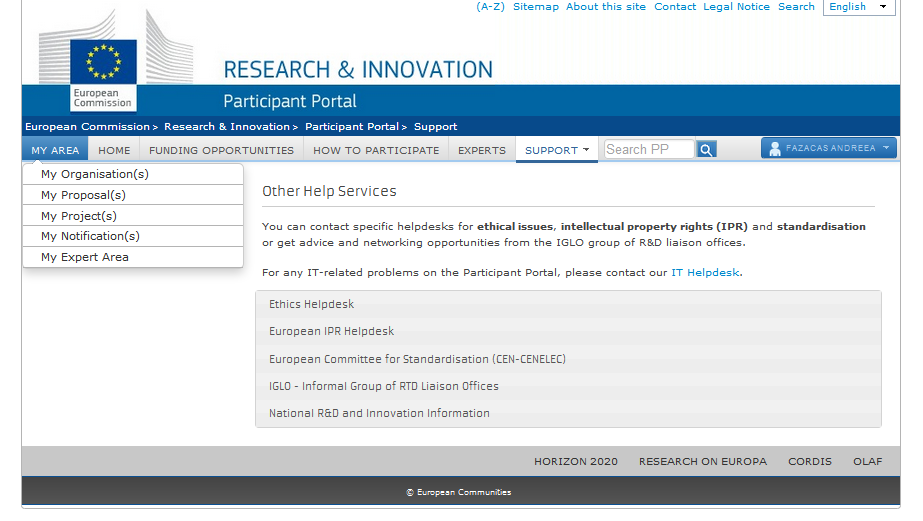 (A-Z) Sitemap About this site Contact Legal Notice Search English
European
Commission
RESEARCH & INNOVATION
Participant Portal
European Commission > Research & Innovation > Participant Portal > Support
MY AREA HOME FUNDING OPPORTUNITIES HOW TO PARTICIPATE EXPERTS SUPPORT Search PP FAZACAS ANDREEA
My Organisation(s)
My Proposal(s)
My Project(s)
My Notification(s)
My Expert Area
Other Help Services
You can contact specific helpdesks for ethical issues, intellectual property rights (IPR) and standardisation
or get advice and networking opportunities from the IGLO group of R&D liaison offices.
For any IT-related problems on the Participant Portal, please contact our IT Helpdesk.
Ethics Helpdesk
European IPR Helpdesk
European Committee for Standardisation (CEN-CENELEC)
IGLO - Informal Group of RTD Liaison Offices
National R&D and Innovation Information
HORIZON 2020 RESEARCH ON EUROPA CORDIS OLAF
© European Communities